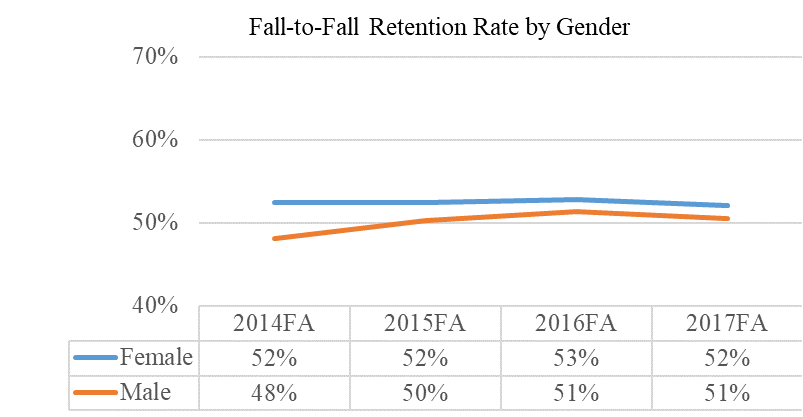 Fall-to-Fall Retention Rate by Gender
70%
60%
50%
40%
2014FA 2015FA 2016FA 2017FA
Female 52% 52% 53% 52%
Male 48% 50% 51% 51%